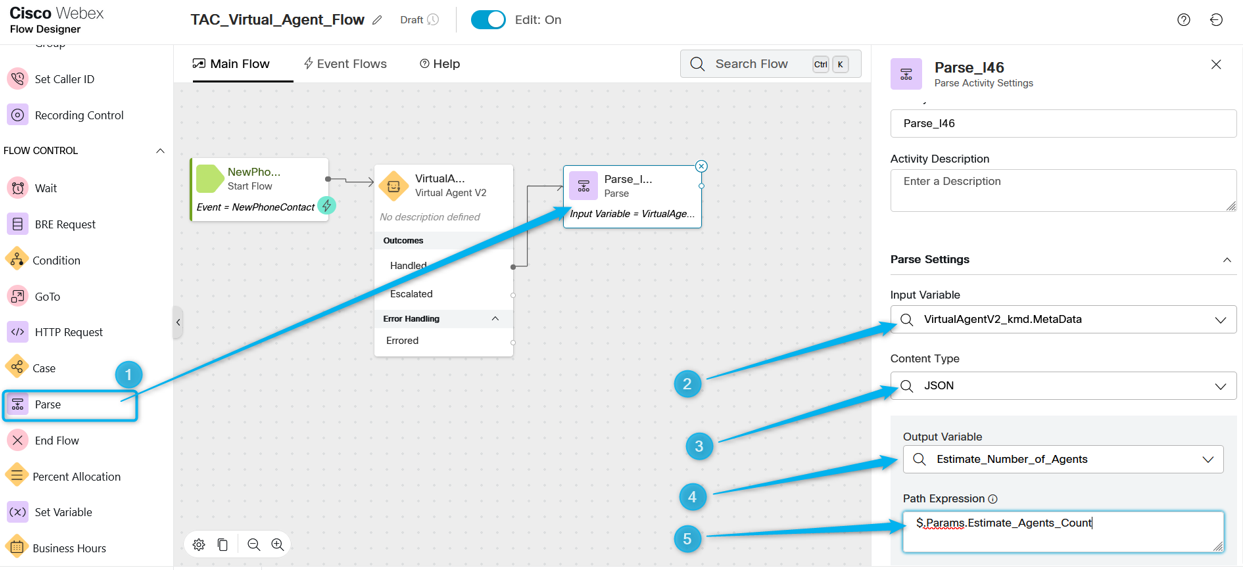 Cisco Webex
Flow Designer
TAC_Virtual_Agent_Flow
Draft
Edit: On
Group
Set Caller ID
Recording Control
FLOW CONTROL
Wait
BRE Request
Condition
GoTo
HTTP Request
Case
1
Parse
End Flow
Percent Allocation
Set Variable
Business Hours
Main Flow
Event Flows
Help
Search Flow
Ctrl
K
NewPho...
Start Flow
Event = NewPhoneContact
VirtualA...
Virtual Agent V2
No description defined
Outcomes
Handled
Escalated
Error Handling
Errored
Parse_I...
Parse
Input Variable = VirtualAge...
2
3
4
5
Parse_I46
Parse Activity Settings
Parse_I46
Activity Description
Enter a Description
Parse Settings
Input Variable
VirtualAgentV2_kmd.MetaData
Content Type
JSON
Output Variable
Estimate_Number_of_Agents
Path Expression
$.Params.Estimate_Agents_Count